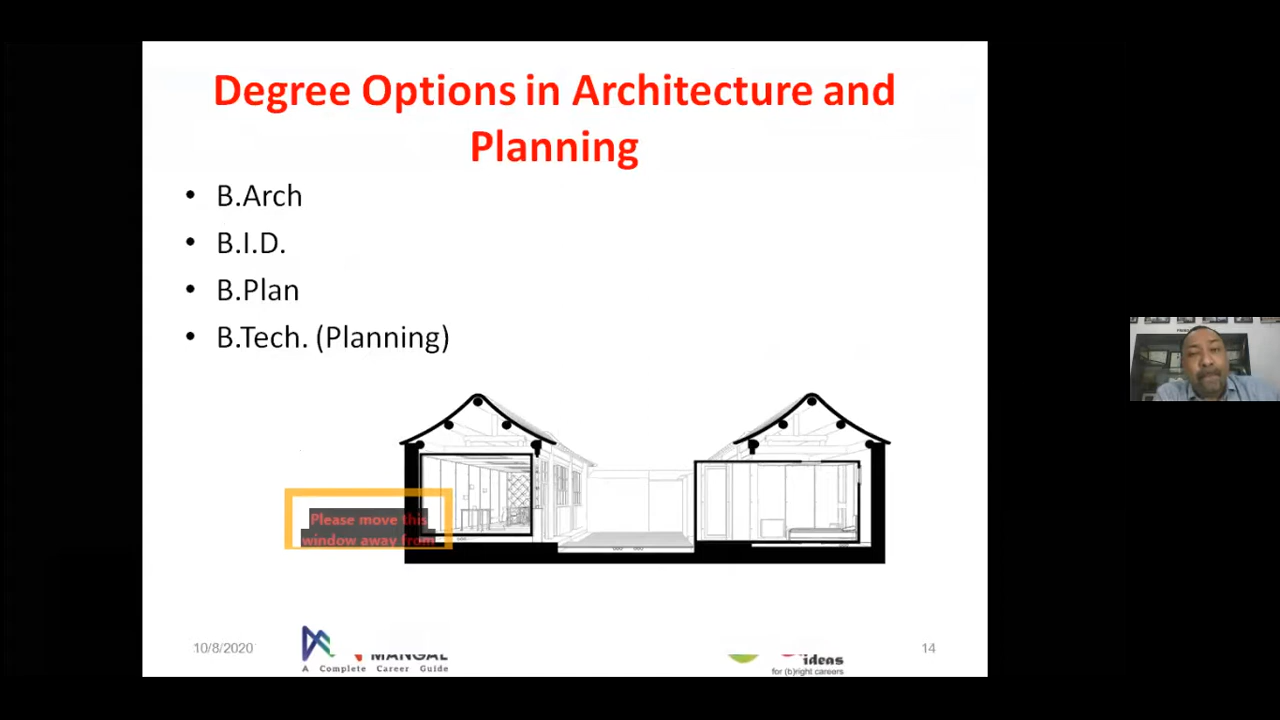 Degree Options in Architecture and
Planning
• B.Arch
• B.I.D.
• B.Plan
• B.Tech. (Planning)
Please move this
window away from
10/8/2020
MANGAL
A Complete Career Guide
ideas
for (b)right careers
14